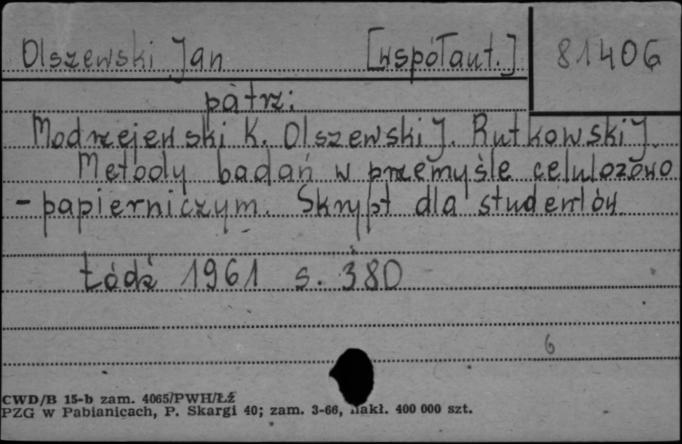 Olszewski Jan [współaut.] 81406
patrz:
Modrzejewski K. Olszewski J. Rutkowski J.
Metody badań w przemyśle celulozowo
- papierniczym. Skrypt dla studentów
Łódź 1961 s. 380
6
CWD/B 15-b zam. 4065/PWH/ŁŹ
PZG w Pabianicach, P. Skargi 40; zam. 3-66, nakł. 400 000 szt.